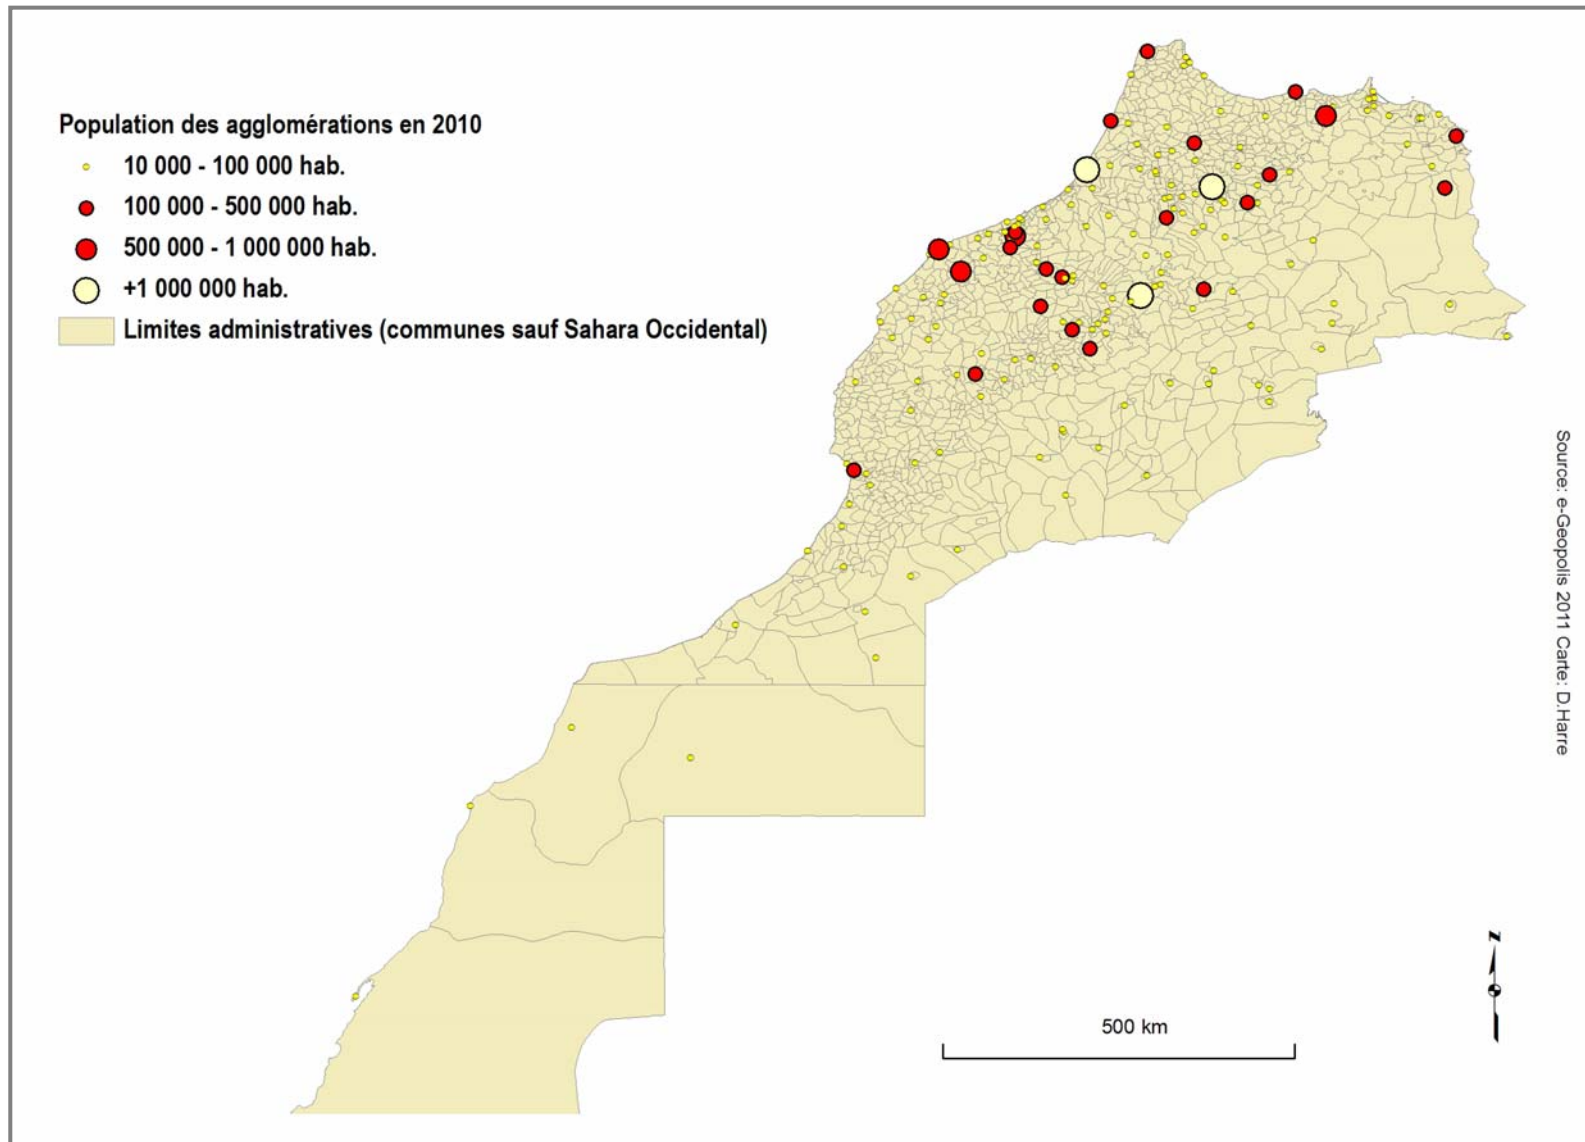 Population des agglomérations en 2010
10 000 - 100 000 hab.
100 000 - 500 000 hab.
500 000 - 1 000 000 hab.
+1 000 000 hab.
Limites administratives (communes sauf Sahara Occidental)
Source: e-Geopolis 2011 Carte: D.Harre
N
500 km